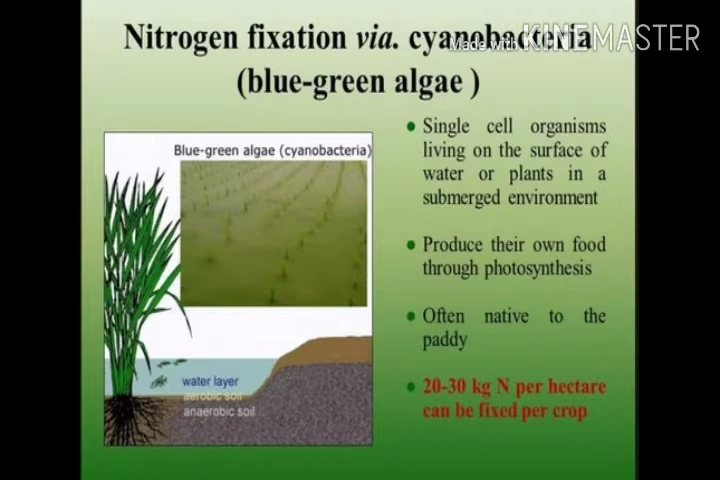 Nitrogen fixation via. cyanobacteria
Made with KINEMASTER
(blue-green algae )
Blue-green algae (cyanobacteria)
water layer
aerobic soil
anaerobic soil
● Single cell organisms
living on the surface of
water or plants in a
submerged environment
● Produce their own food
through photosynthesis
● Often native to the
paddy
● 20-30 kg N per hectare
can be fixed per crop